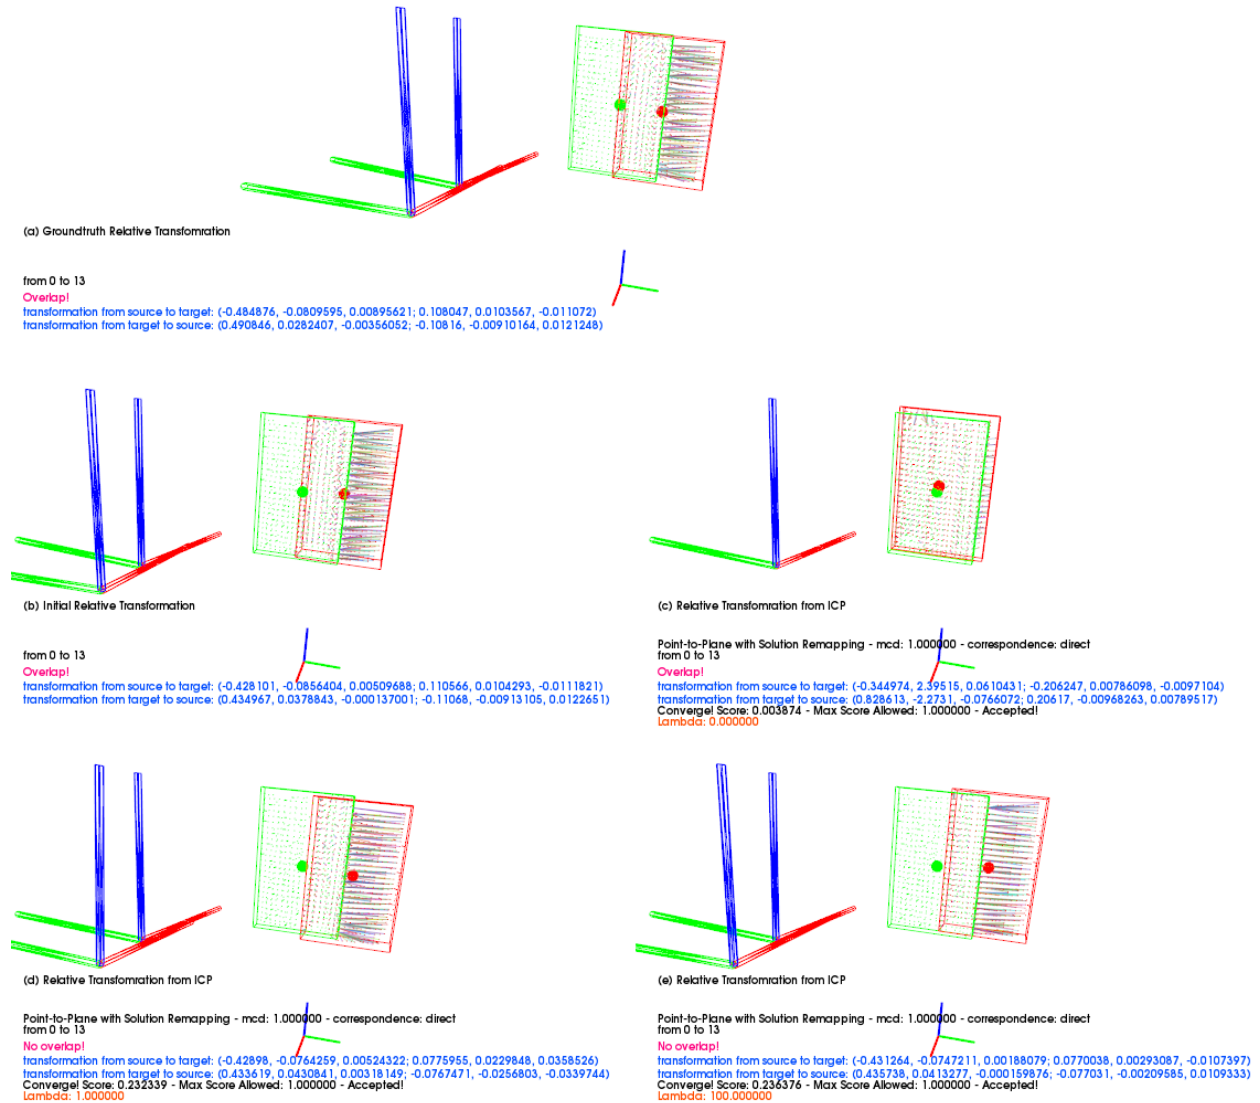 (a) Groundtruth Relative Transfomration
from 0 to 13
Overlap!
transformation from source to target: (-0.484876, -0.0809595, 0.00895621; 0.108047, 0.0103567, -0.011072)
transformation from target to source: (0.490846, 0.0282407, -0.00356052; -0.10816, -0.00910164, 0.0121248)
(b) Initial Relative Transformation
from 0 to 13
Overlap!
transformation from source to target: (-0.428101, -0.0856404, 0.00509688; 0.110566, 0.0104293, -0.0111821)
transformation from target to source: (0.434967, 0.0378843, -0.000137001; -0.11068, -0.00913105, 0.0122651)
(c) Relative Transfomration from ICP
Point-to-Plane with Solution Remapping - mcd: 1.000000 - correspondence: direct
from 0 to 13
Overlap!
transformation from source to target: (-0.344974, 2.39515, 0.0610431; -0.206247, 0.00786098, -0.0097104)
transformation from target to source: (0.828613, -2.2731, -0.0766072; 0.20617, -0.00968263, 0.00789517)
Converge! Score: 0.003874 - Max Score Allowed: 1.000000 - Accepted!
Lambda: 0.000000
(d) Relative Transfomration from ICP
Point-to-Plane with Solution Remapping - mcd: 1.000000 - correspondence: direct
from 0 to 13
No overlap!
transformation from source to target: (-0.42898, -0.0764259, 0.00524322; 0.0775955, 0.0229848, 0.0358526)
transformation from target to source: (0.433619, 0.0430841, 0.00318149; -0.0767471, -0.0256803, -0.0339744)
Converge! Score: 0.232339 - Max Score Allowed: 1.000000 - Accepted!
Lambda: 1.000000
(e) Relative Transfomration from ICP
Point-to-Plane with Solution Remapping - mcd: 1.000000 - correspondence: direct
from 0 to 13
No overlap!
transformation from source to target: (-0.431264, -0.0747211, 0.00188079; 0.0770038, 0.00293087, -0.0107397)
transformation from target to source: (0.435738, 0.0413277, -0.000159876; -0.077031, -0.00209585, 0.0109333)
Converge! Score: 0.236376 - Max Score Allowed: 1.000000 - Accepted!
Lambda: 100.000000